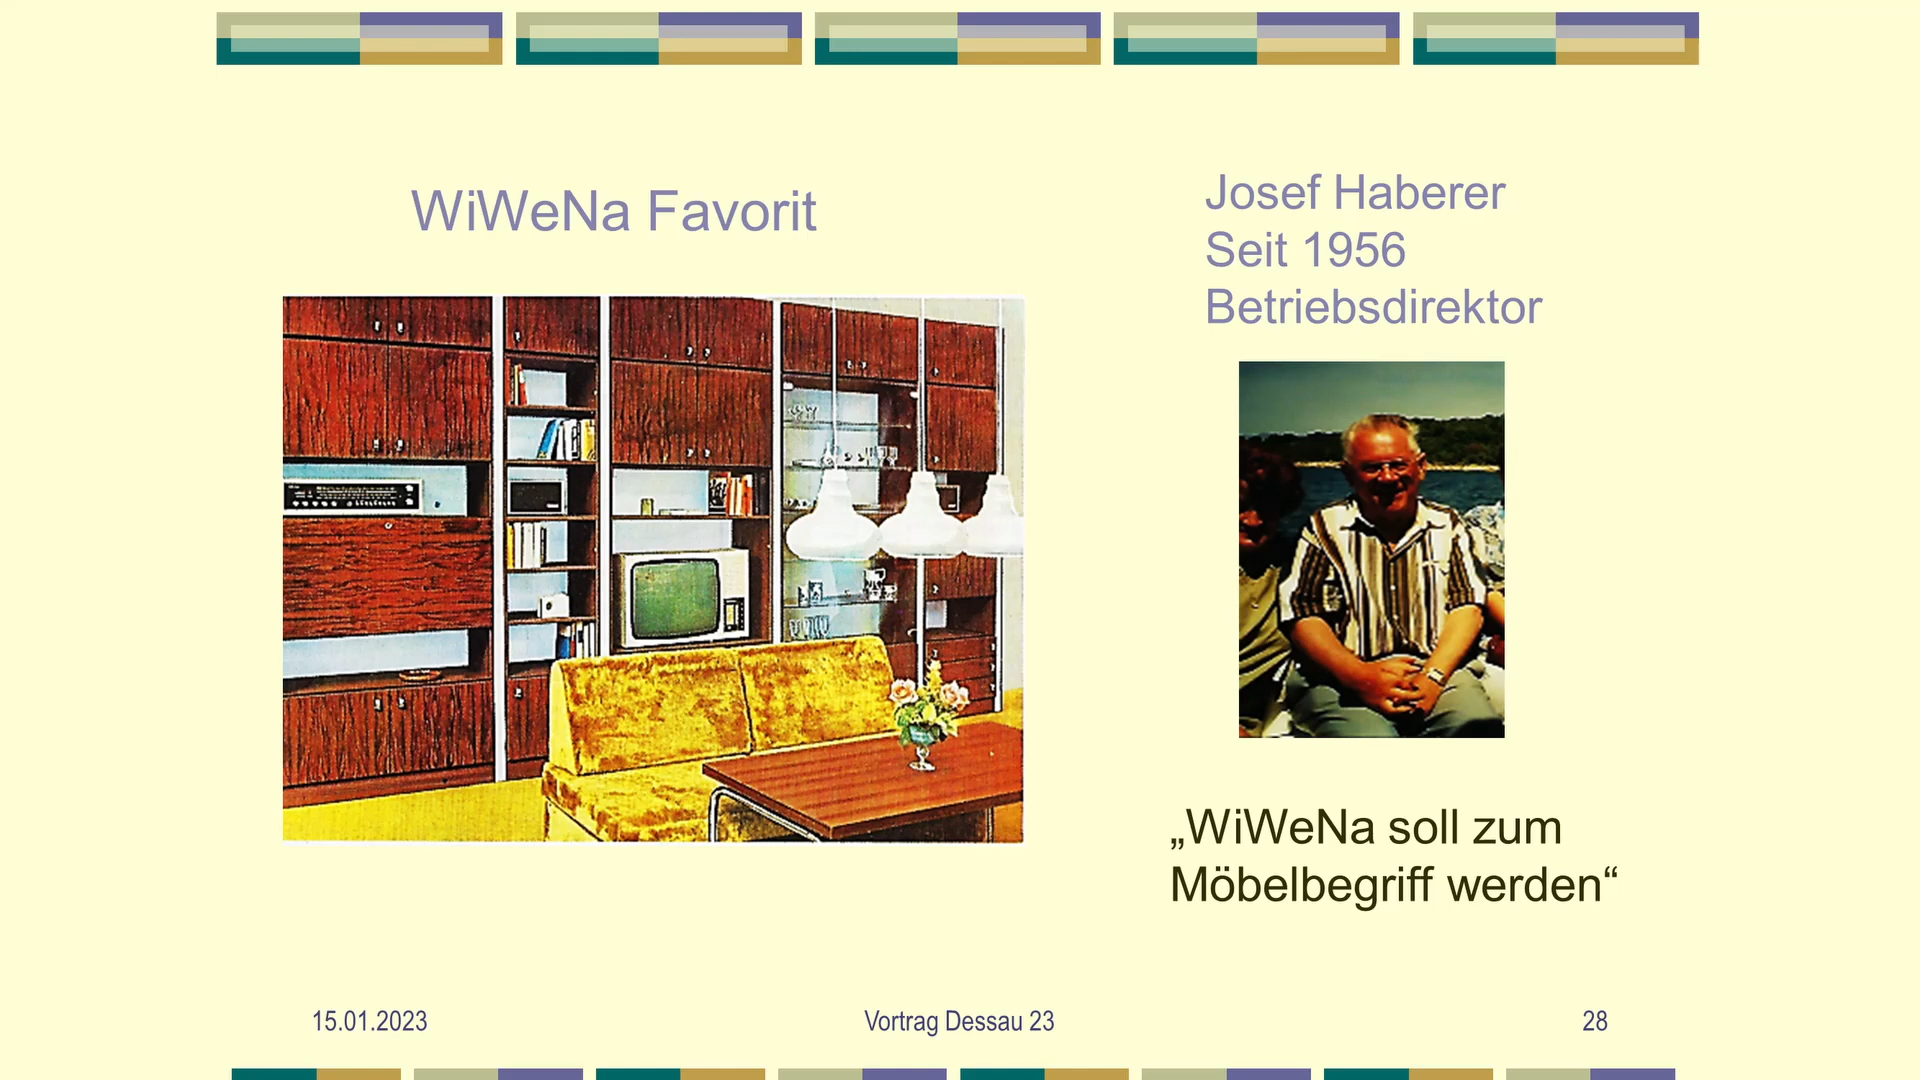 WiWeNa Favorit
Josef Haberer
Seit 1956
Betriebsdirektor
„WiWeNa soll zum
Möbelbegriff werden“
15.01.2023
Vortrag Dessau 23
28